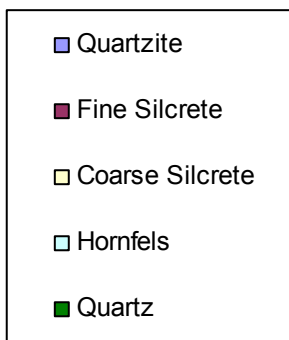 Quartzite
Fine Silcrete
Coarse Silcrete
Hornfels
Quartz